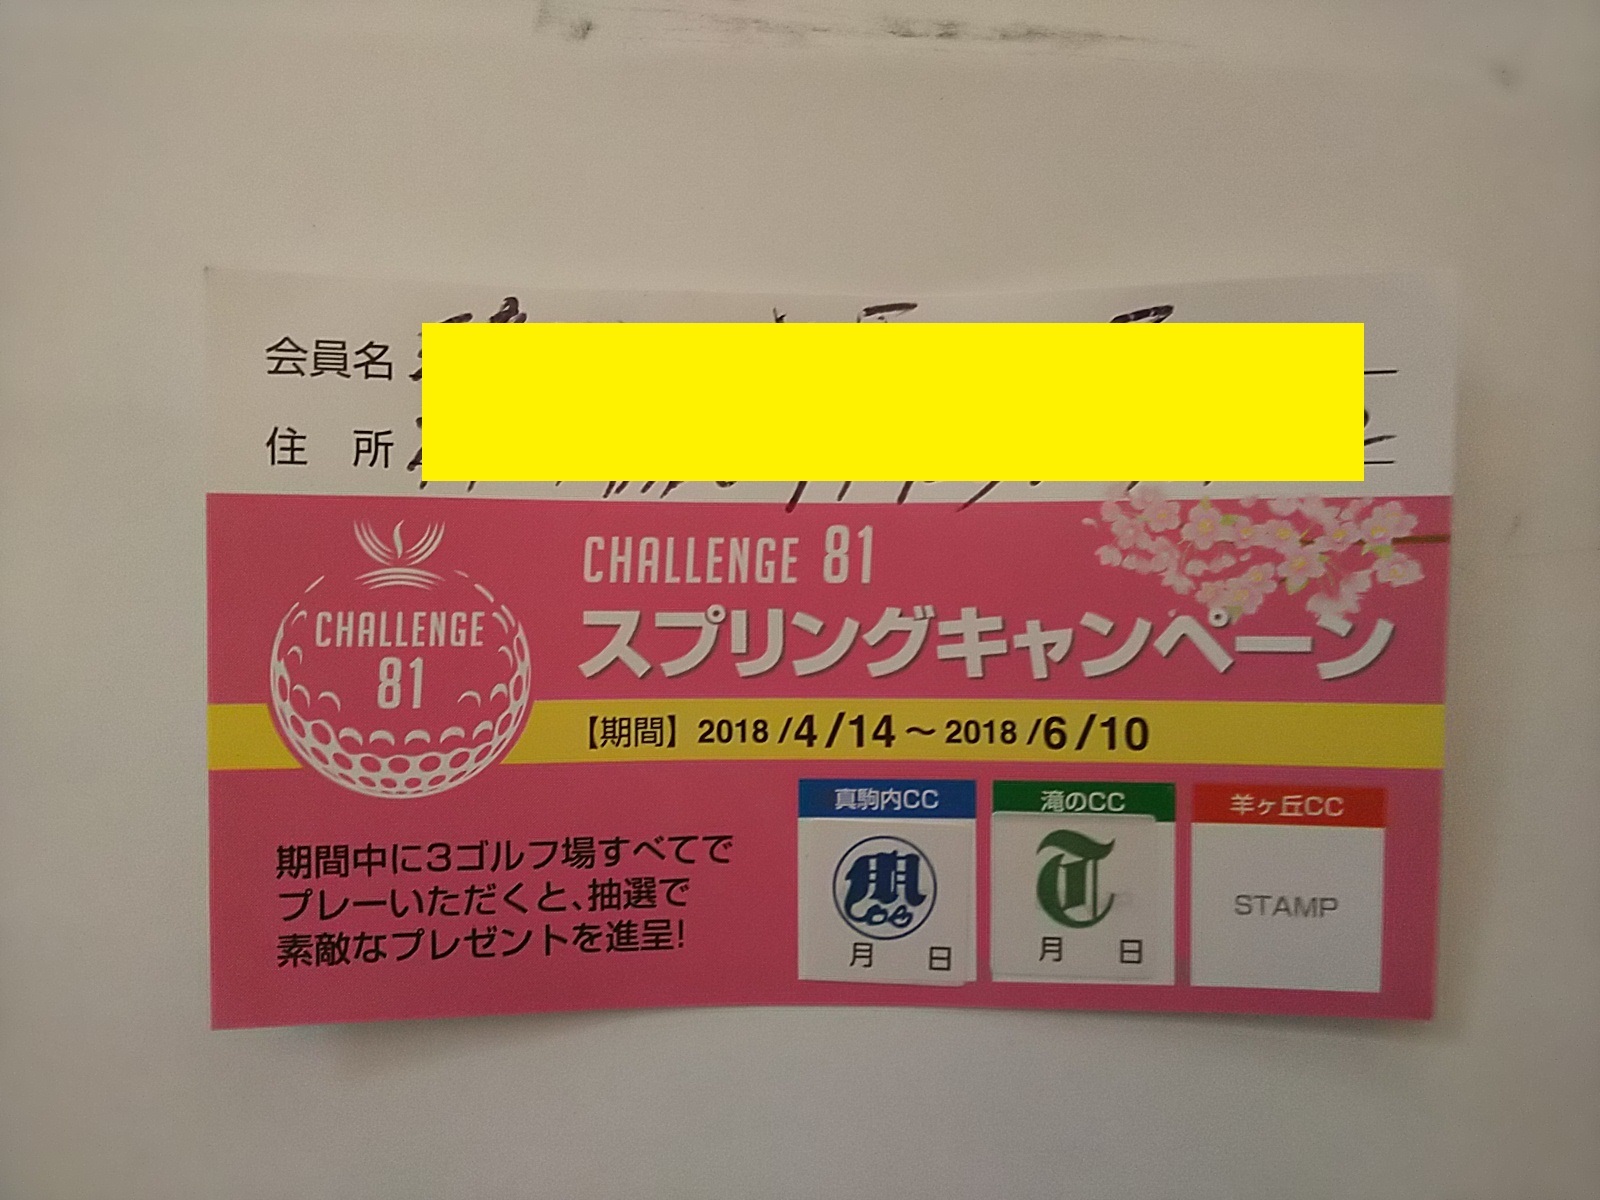 会員名
住 所
CHALLENGE 81
スプリングキャンペーン
CHALLENGE
81
【期間】2018/4/14～2018/6/10
期間中に3ゴルフ場すべてで
プレーいただくと、抽選で
素敵なプレゼントを進呈!
真駒内CC
月 日
滝のCC
T
月 日
羊ヶ丘CC
STAMP